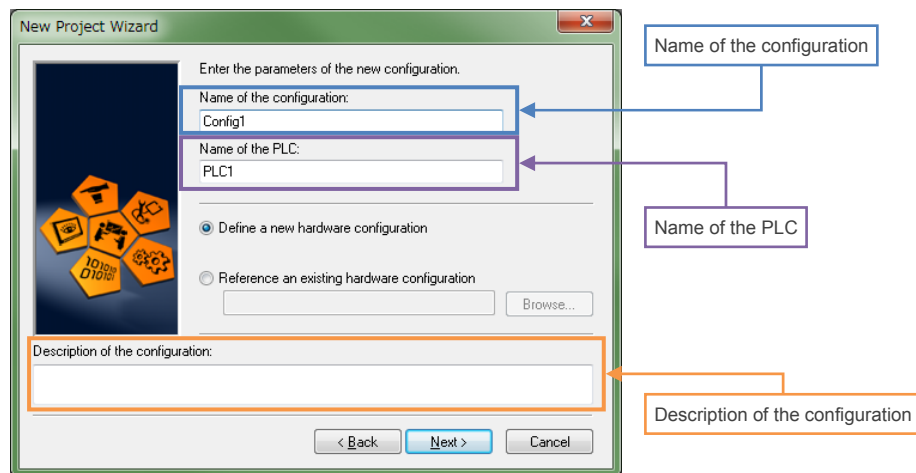 New Project Wizard
Enter the parameters of the new configuration.
Name of the configuration:
Config1
Name of the PLC:
PLC1
Define a new hardware configuration
Reference an existing hardware configuration
Browse...
Description of the configuration:
< Back
Next >
Cancel
Name of the configuration
Name of the PLC
Description of the configuration
1010
010101